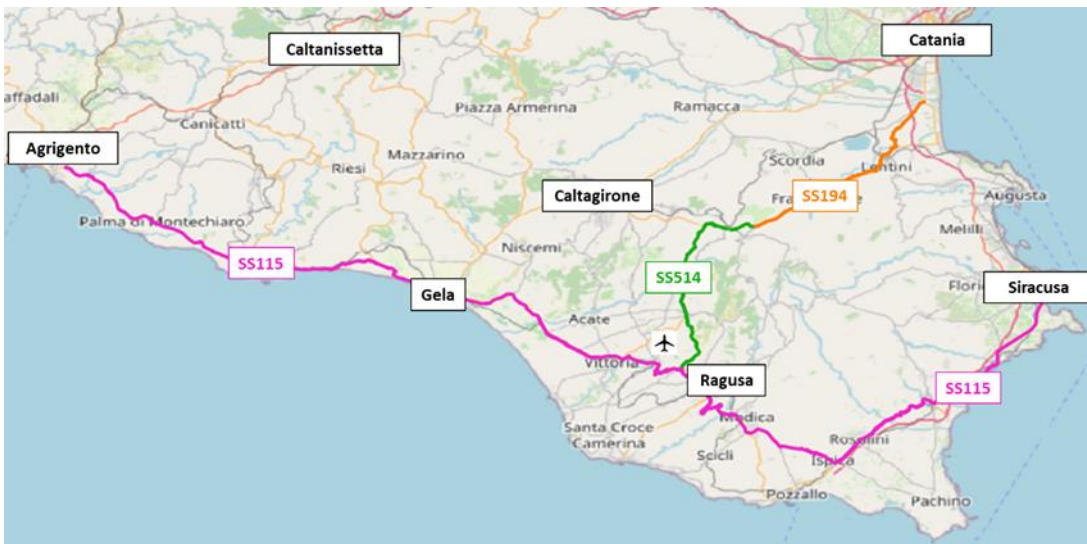 Catania
Caltanissetta
affadali
Canicattì
Piazza Armerina
Ramacca
Agrigento
Riesi
Mazzarino
Scordia
Lentini
Caltagirone
SS194
Augusta
Palma di Montechiaro
Melilli
Niscemi
SS115
SS514
Siracusa
Gela
Acate
Vittoria
Ragusa
SS115
Santa Croce
Camerina
Modica
Rosolini
Scicli
Ispica
Pozzallo
Pachino